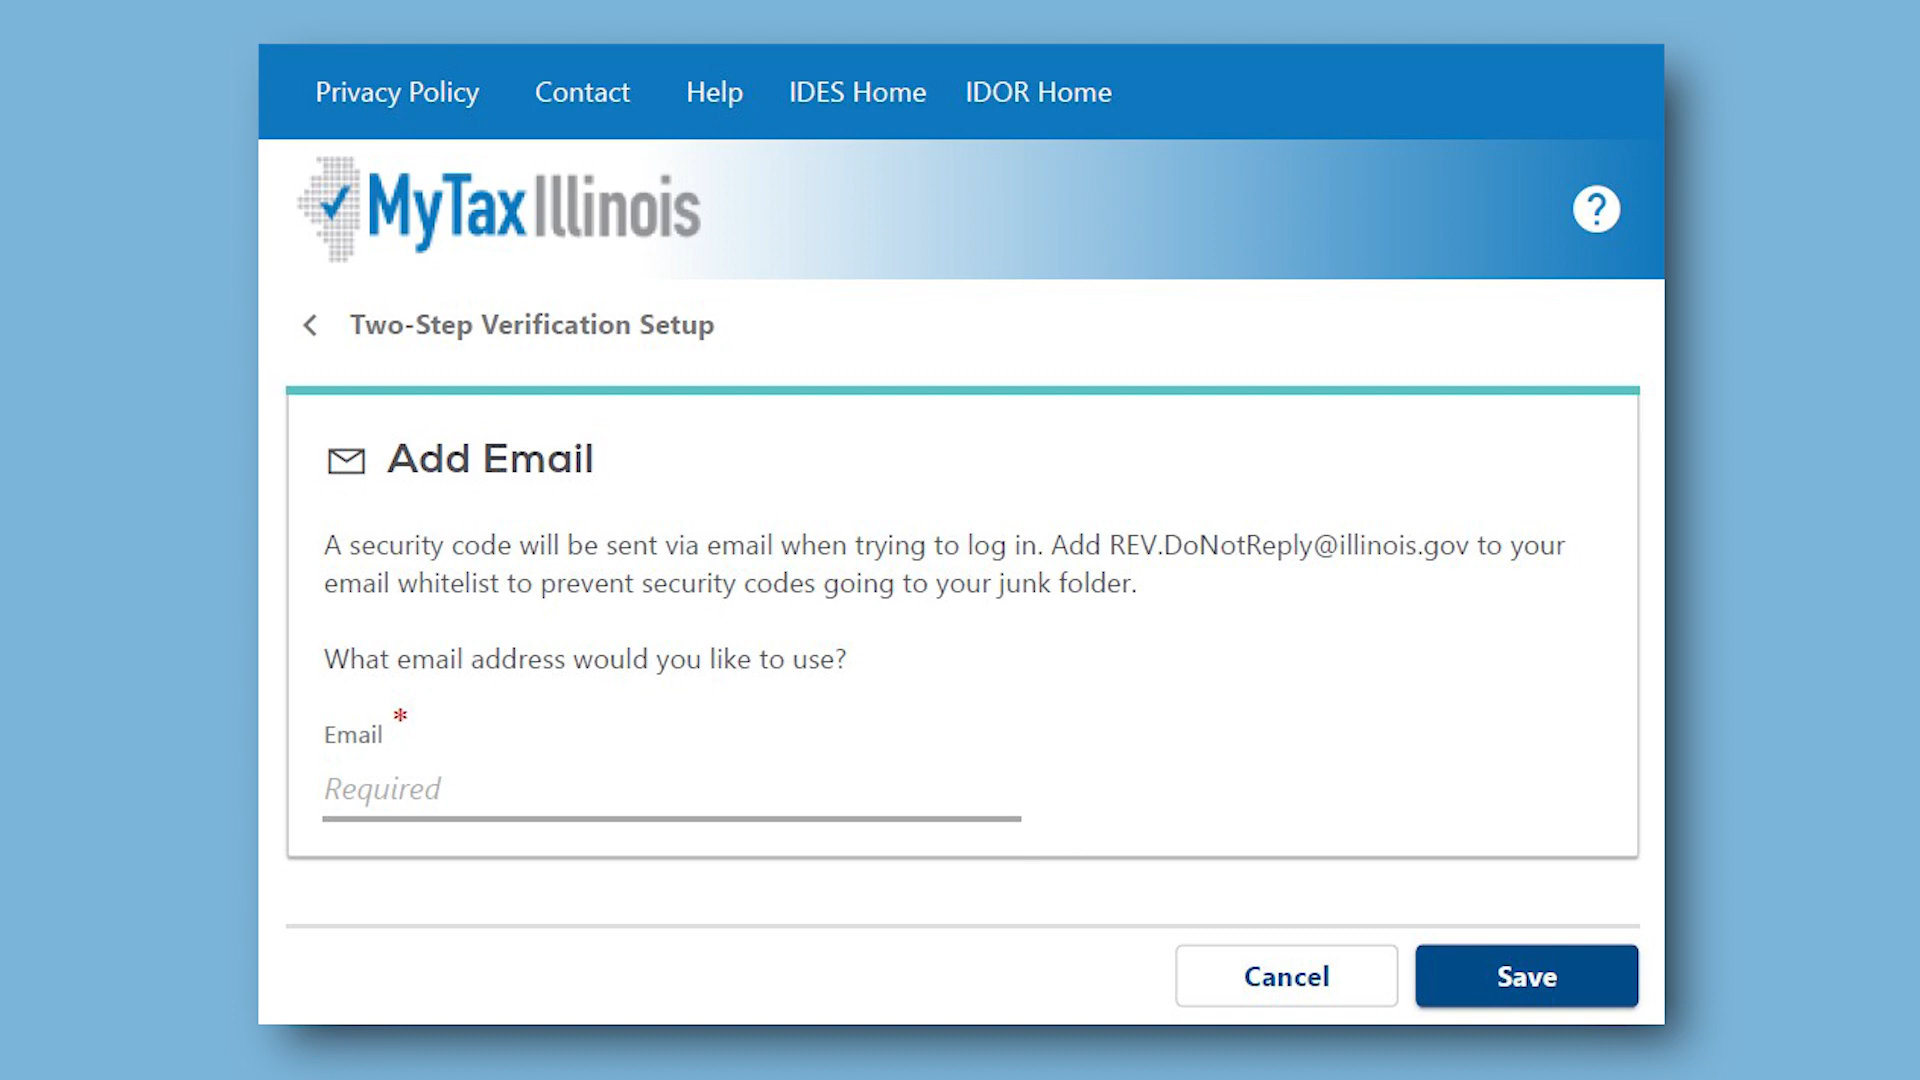 Privacy Policy Contact Help IDES Home IDOR Home
MyTax Illinois
?
Two-Step Verification Setup
Add Email
A security code will be sent via email when trying to log in. Add REV.DoNotReply@illinois.gov to your
email whitelist to prevent security codes going to your junk folder.
What email address would you like to use?
Email *
Required
Cancel Save